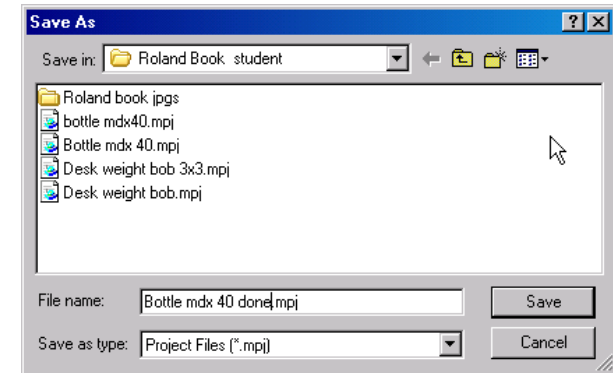 Save As
Save in: Roland Book student
Roland book jpgs
bottle mdx40.mpj
Bottle mdx 40.mpj
Desk weight bob 3x3.mpj
Desk weight bob.mpj
File name: Bottle mdx 40 done.mpj Save
Save as type: Project Files (*.mpj) Cancel